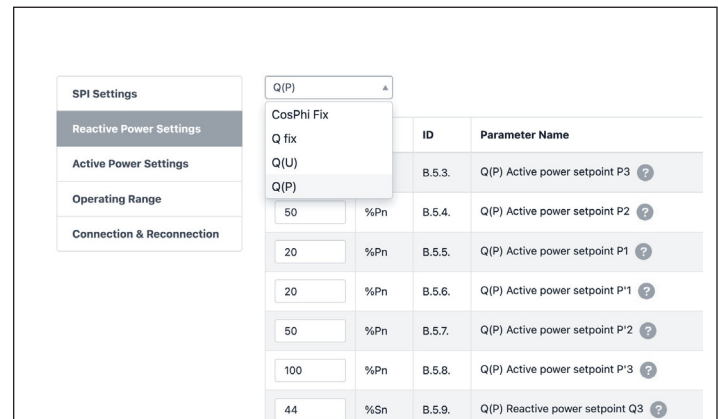 SPI Settings
Reactive Power Settings
Active Power Settings
Operating Range
Connection & Reconnection
Q(P)
CosPhi Fix
Q fix
Q(U)
Q(P)
ID Parameter Name
B.5.3. Q(P) Active power setpoint P3 ?
50 %Pn B.5.4. Q(P) Active power setpoint P2 ?
20 %Pn B.5.5. Q(P) Active power setpoint P1 ?
20 %Pn B.5.6. Q(P) Active power setpoint P'1 ?
50 %Pn B.5.7. Q(P) Active power setpoint P'2 ?
100 %Pn B.5.8. Q(P) Active power setpoint P'3 ?
44 %Sn B.5.9. Q(P) Reactive power setpoint Q3 ?